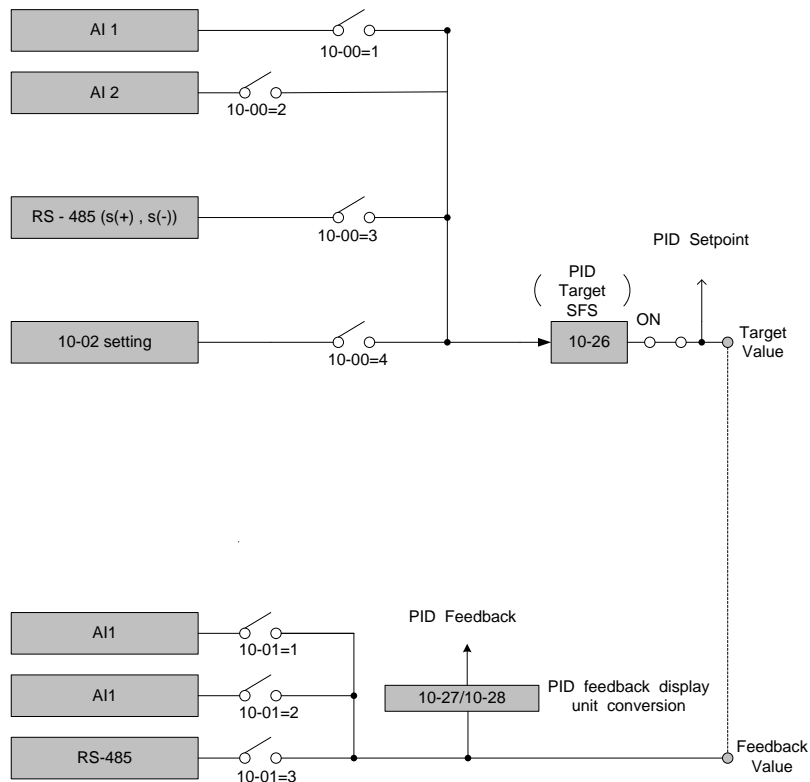 AI 1
10-00=1
AI 2
10-00=2
RS - 485 (s(+) , s(-))
10-00=3
PID Setpoint
( PID
Target
SFS )
10-02 setting
10-00=4
10-26
ON
Target
Value
AI1
10-01=1
PID Feedback
AI1
10-01=2
10-27/10-28
PID feedback display
unit conversion
RS-485
10-01=3
Feedback
Value